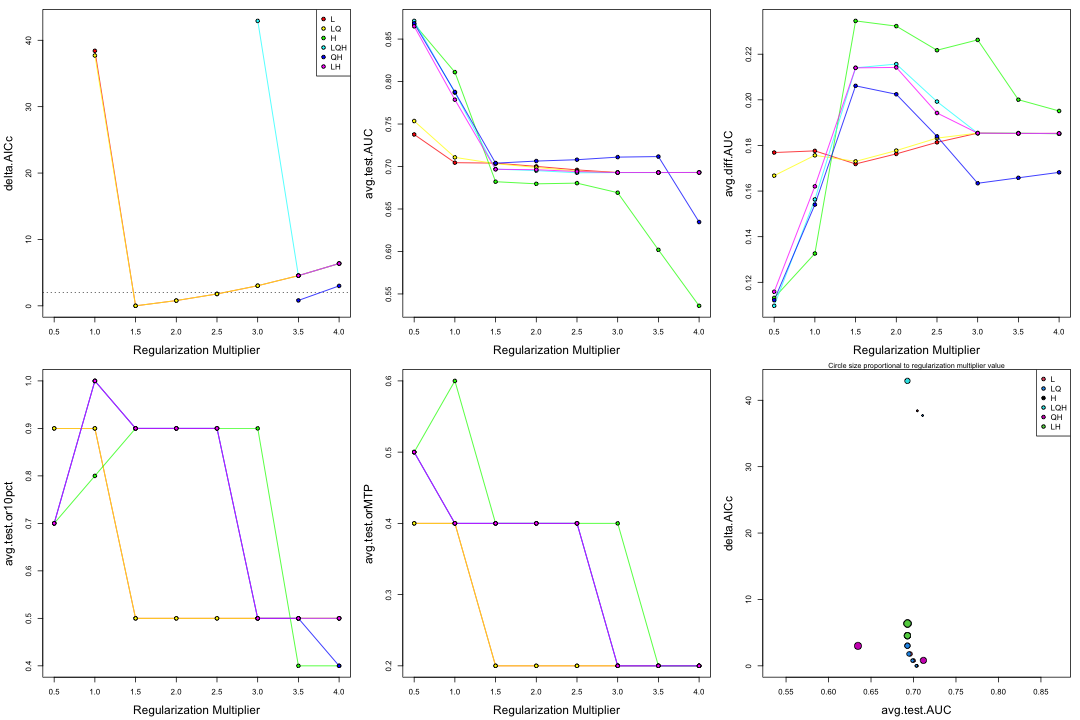 delta.AICc
40
30
20
10
0
L
LQ
H
LQH
QH
LH
0.5 1.0 1.5 2.0 2.5 3.0 3.5 4.0
Regularization Multiplier
avg.test.AUC
0.85
0.80
0.75
0.70
0.65
0.60
0.55
0.5 1.0 1.5 2.0 2.5 3.0 3.5 4.0
Regularization Multiplier
avg.diff.AUC
0.22
0.20
0.18
0.16
0.14
0.12
0.5 1.0 1.5 2.0 2.5 3.0 3.5 4.0
Regularization Multiplier
avg.test.or10pct
1.0
0.9
0.8
0.7
0.6
0.5
0.4
0.5 1.0 1.5 2.0 2.5 3.0 3.5 4.0
Regularization Multiplier
avg.test.orMTP
0.6
0.5
0.4
0.3
0.2
0.5 1.0 1.5 2.0 2.5 3.0 3.5 4.0
Regularization Multiplier
Circle size proportional to regularization multiplier value
delta.AICc
40
30
20
10
0
L
LQ
H
LQH
QH
LH
0.55 0.60 0.65 0.70 0.75 0.80 0.85
avg.test.AUC